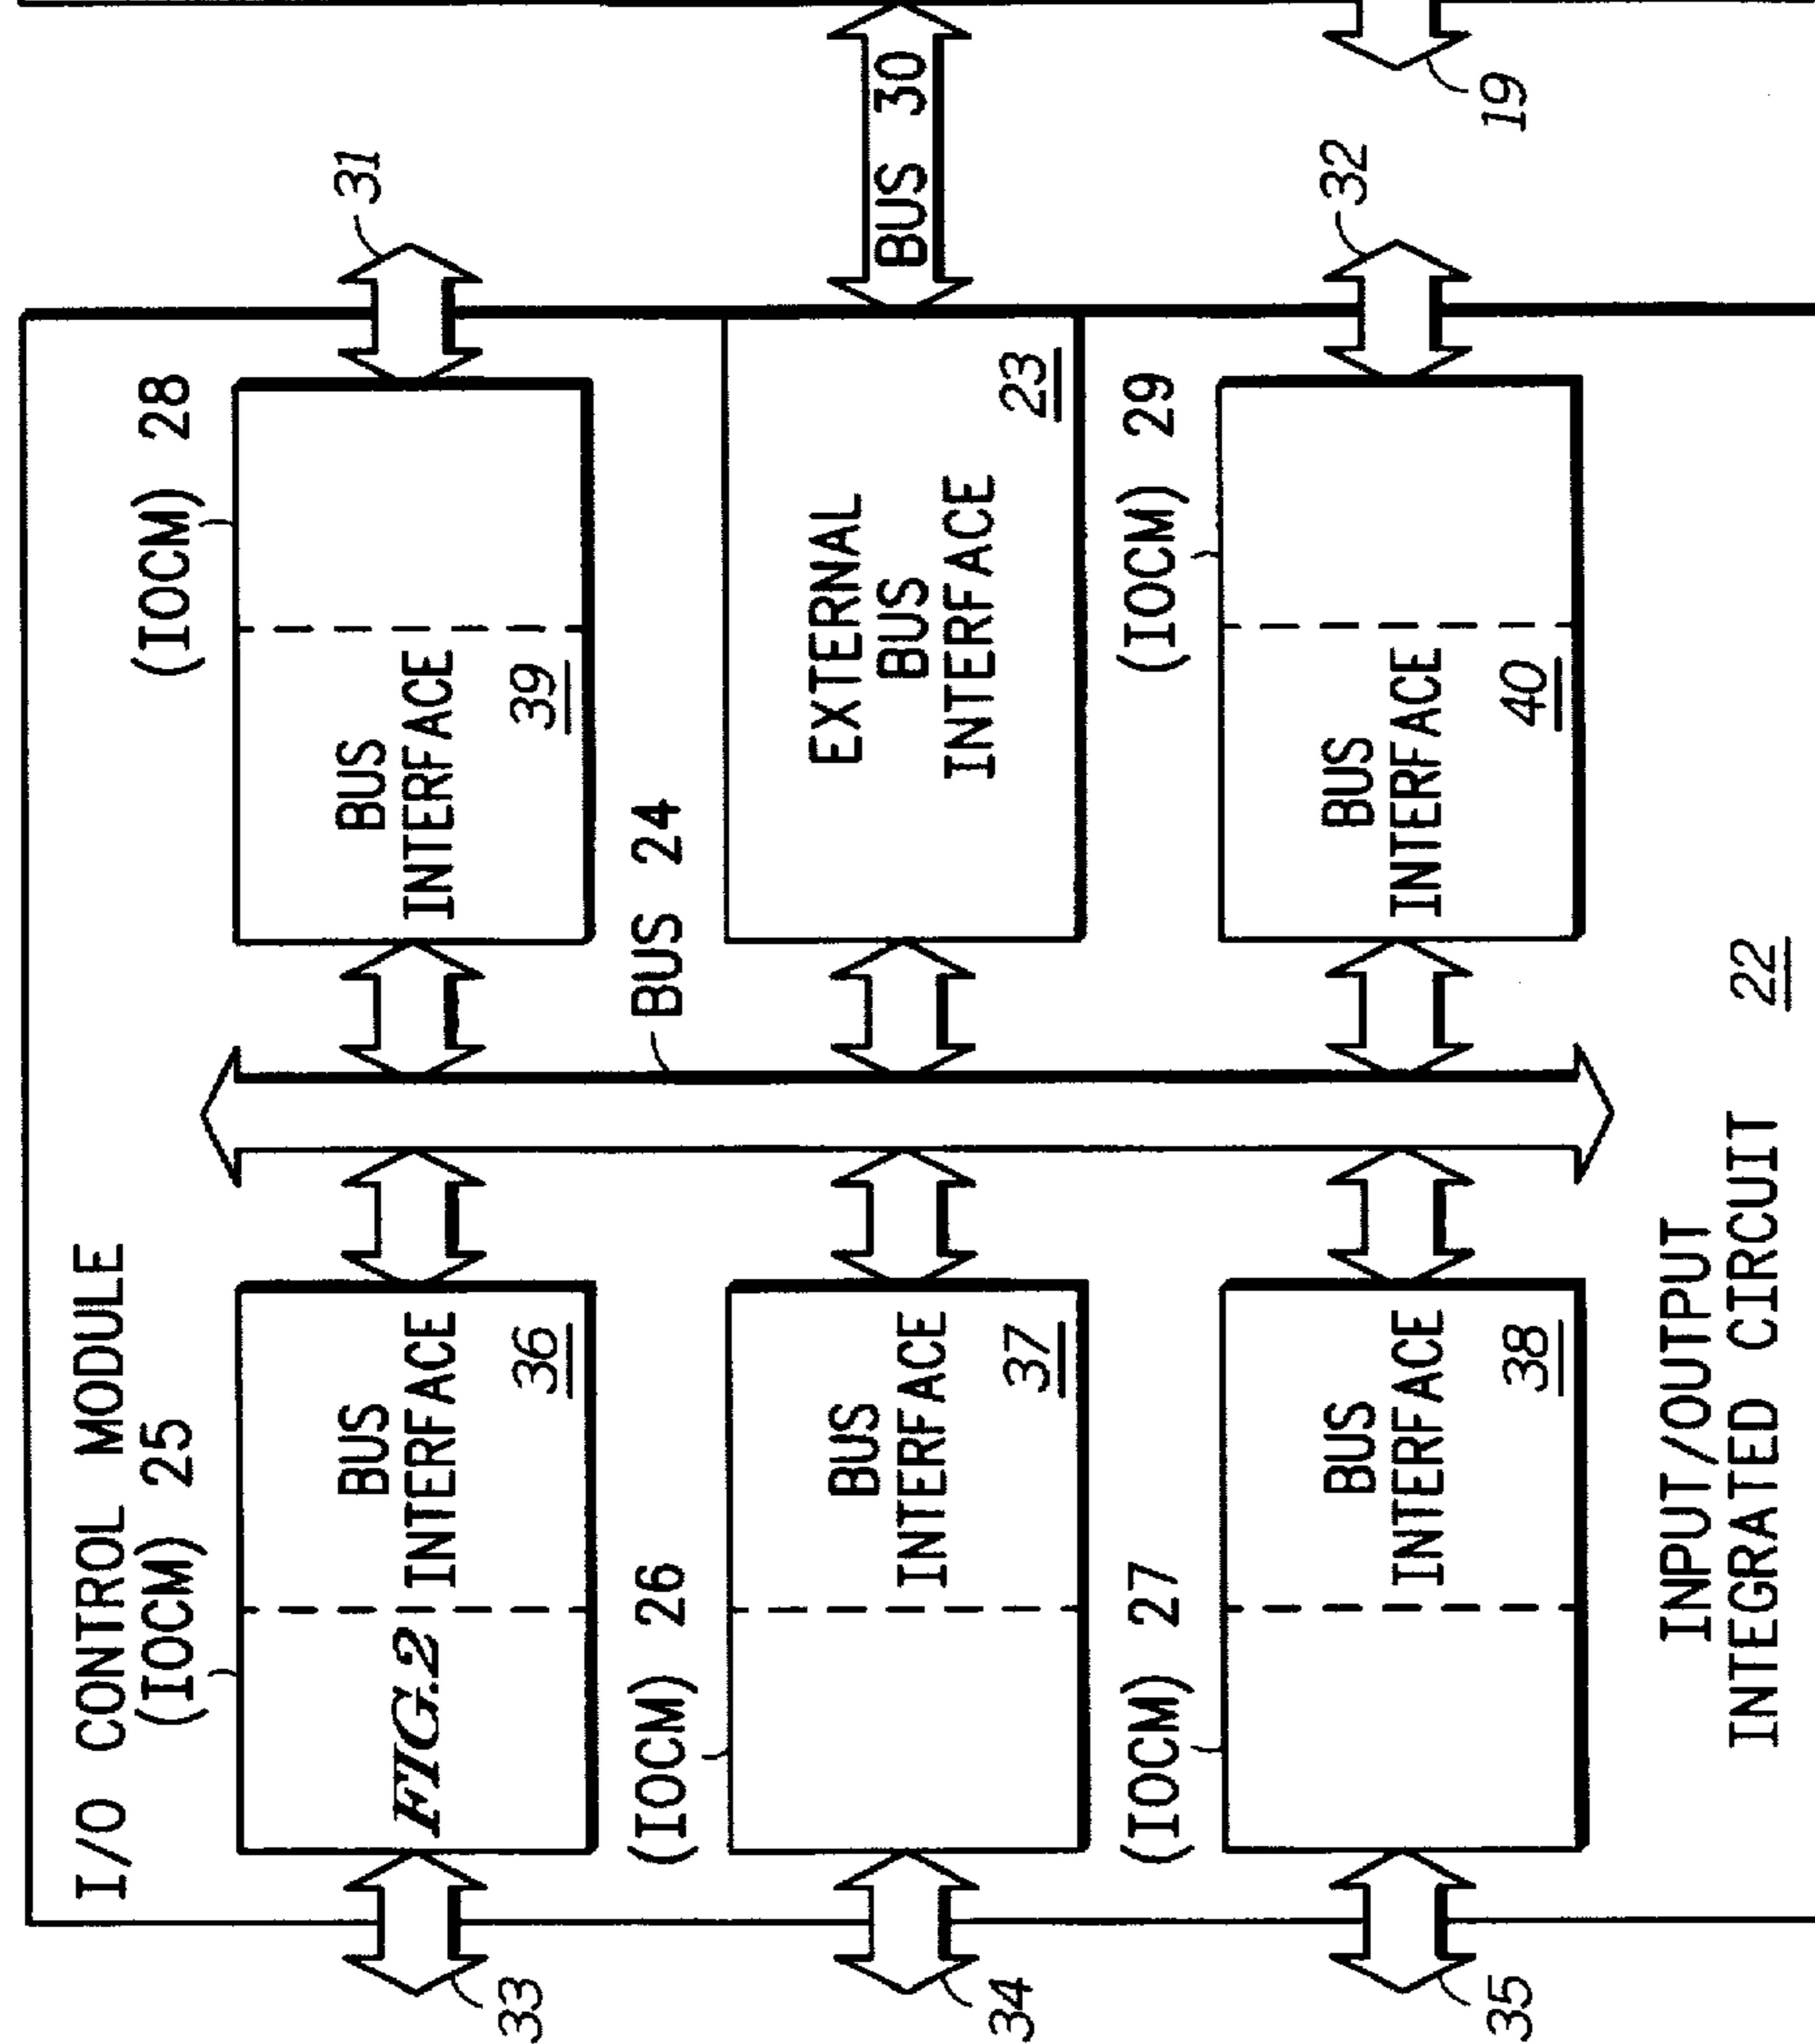 I/O CONTROL MODULE
(IOCM) 25
33
FIG.2
BUS
INTERFACE
36
(IOCM) 26
34
BUS
INTERFACE
37
(IOCM) 27
35
BUS
INTERFACE
38
INPUT/OUTPUT
INTEGRATED CIRCUIT
22
BUS 24
(IOCM) 28
BUS
INTERFACE
39
31
EXTERNAL
BUS
INTERFACE
23
BUS 30
(IOCM) 29
BUS
INTERFACE
40
32
19